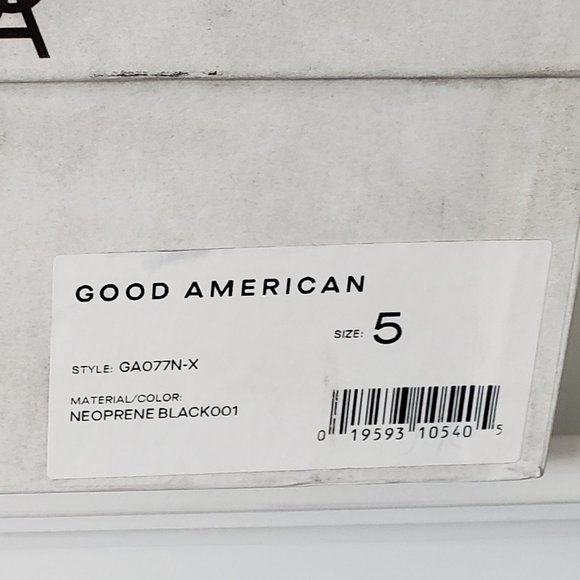 A
GOOD AMERICAN
SIZE: 5
STYLE: GA077N-X
MATERIAL/COLOR:
NEOPRENE BLACK001
0 19593 10540 5